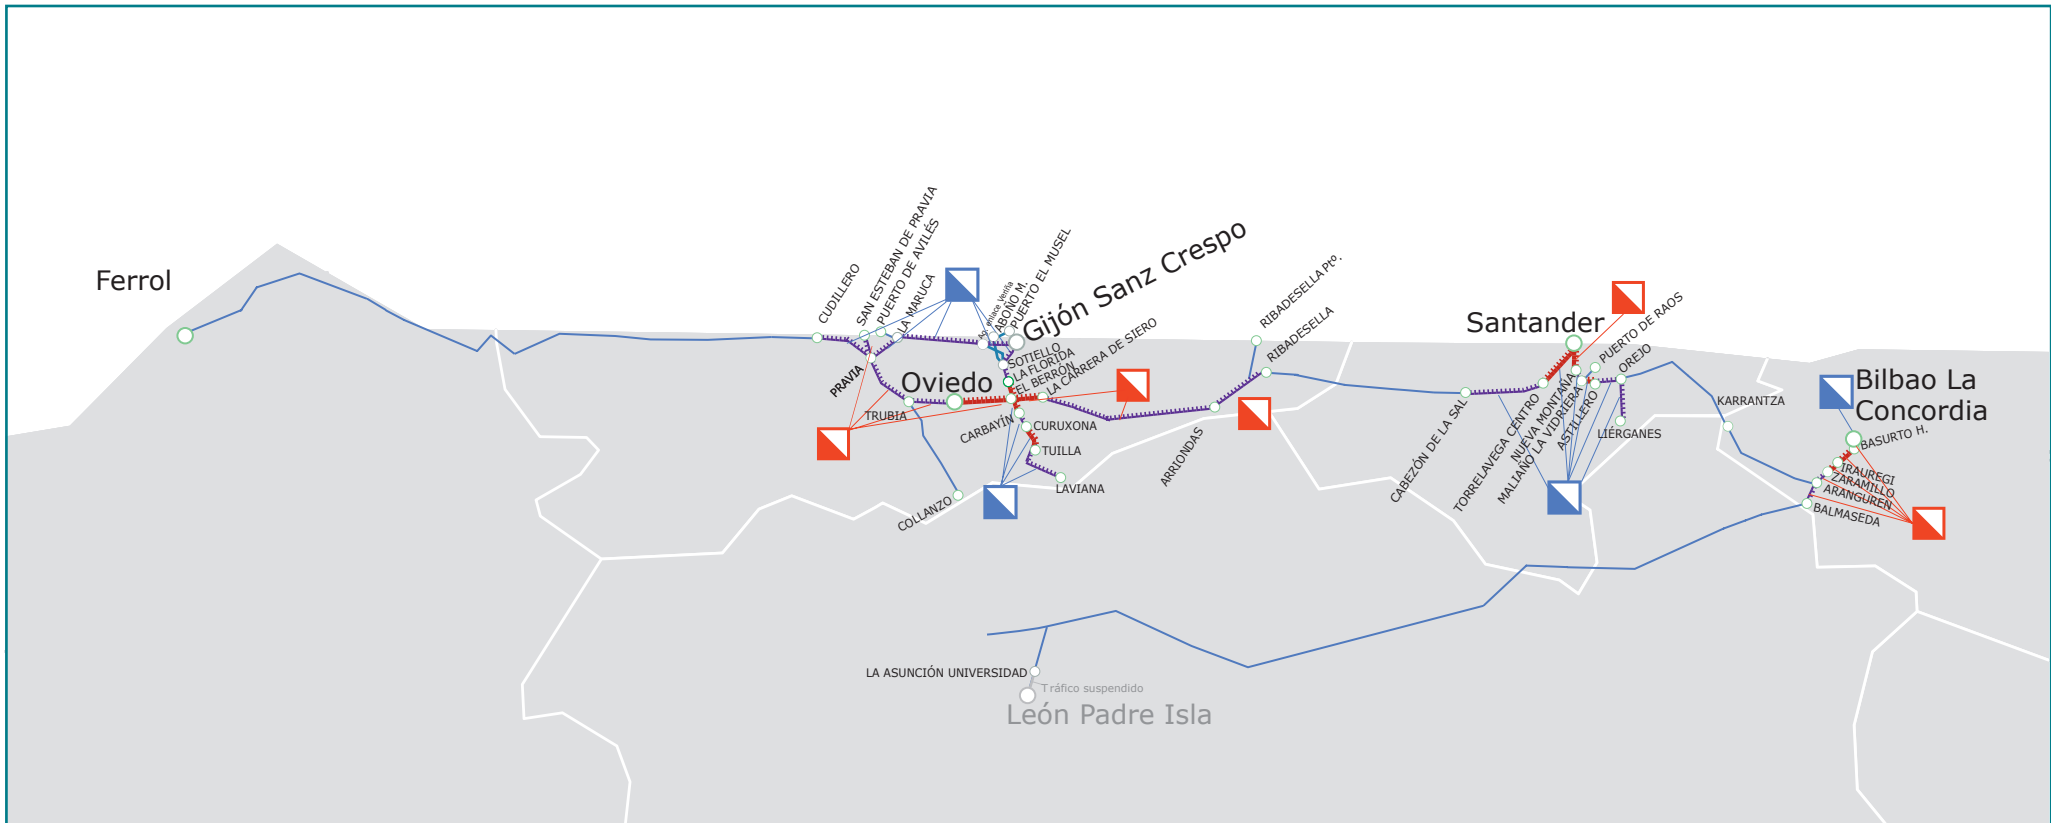 Ferrol
CUDILLERO
SAN ESTEBAN DE PRAVIA
PUERTO DE AVILÉS
LA MARUCA
Ag. enlace Veriña
ABOÑO M.
PUERTO EL MUSEL
Gijón Sanz Crespo
SOTIELLO
LA FLORIDA
EL BERRÓN
LA CARRERA DE SIERO
PRAVIA
Oviedo
TRUBIA
CARBAYÍN
CURUXONA
TUILLA
LAVIANA
COLLANZO
ARRIONDAS
RIBADESELLA Ptº.
RIBADESELLA
Santander
PUERTO DE RAOS
OREJO
CABEZÓN DE LA SAL
TORRELAVEGA CENTRO
NUEVA MONTAÑA
MALIAÑO LA VIDRIERA
ASTILLERO
LIÉRGANES
KARRANTZA
Bilbao La
Concordia
BASURTO H.
IRAUREGI
ZARAMILLO
ARANGUREN
BALMASEDA
LA ASUNCIÓN UNIVERSIDAD
Tráfico suspendido
León Padre Isla